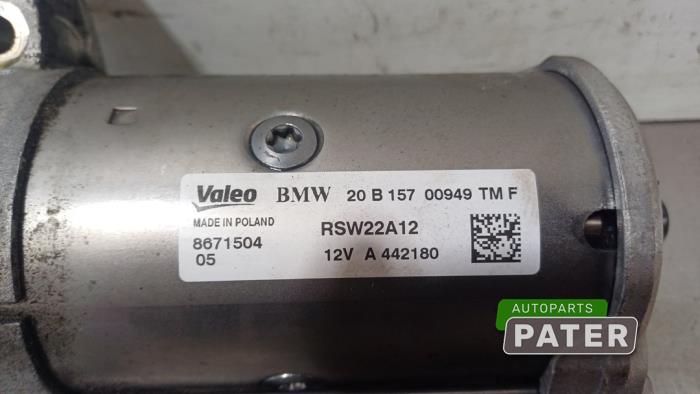 Valeo BMW 20 B 157 00949 TM F
MADE IN POLAND
RSW22A12
8671504
05
12V A 442180
AUTOPARTS
PATER